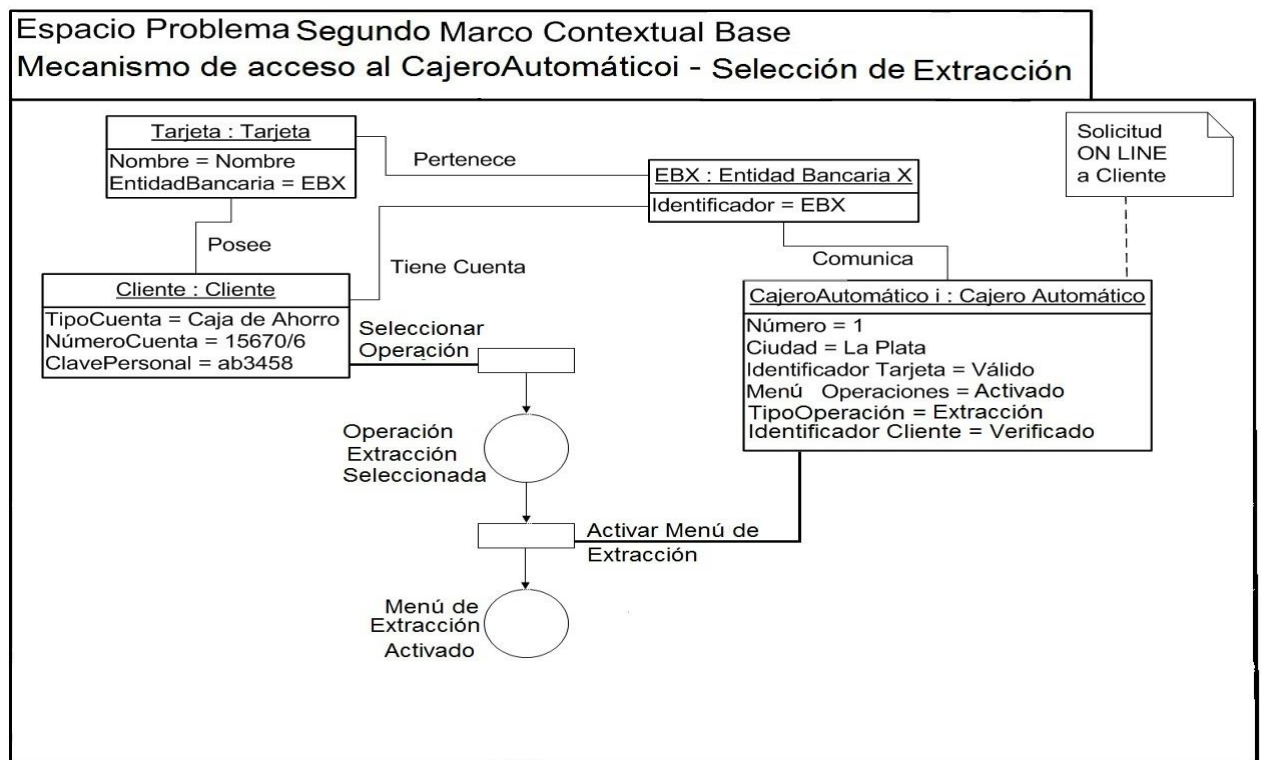 Espacio Problema Segundo Marco Contextual Base
Mecanismo de acceso al CajeroAutomáticoi - Selección de Extracción
Tarjeta : Tarjeta
Nombre = Nombre
EntidadBancaria = EBX
Pertenece
EBX : Entidad Bancaria X
Identificador = EBX
Solicitud
ON LINE
a Cliente
Posee
Tiene Cuenta
Comunica
Cliente : Cliente
TipoCuenta = Caja de Ahorro
NúmeroCuenta = 15670/6
ClavePersonal = ab3458
Seleccionar
Operación
CajeroAutomático i : Cajero Automático
Número = 1
Ciudad = La Plata
Identificador Tarjeta = Válido
Menú Operaciones = Activado
TipoOperación = Extracción
Identificador Cliente = Verificado
Operación
Extracción
Seleccionada
Activar Menú de
Extracción
Menú de
Extracción
Activado